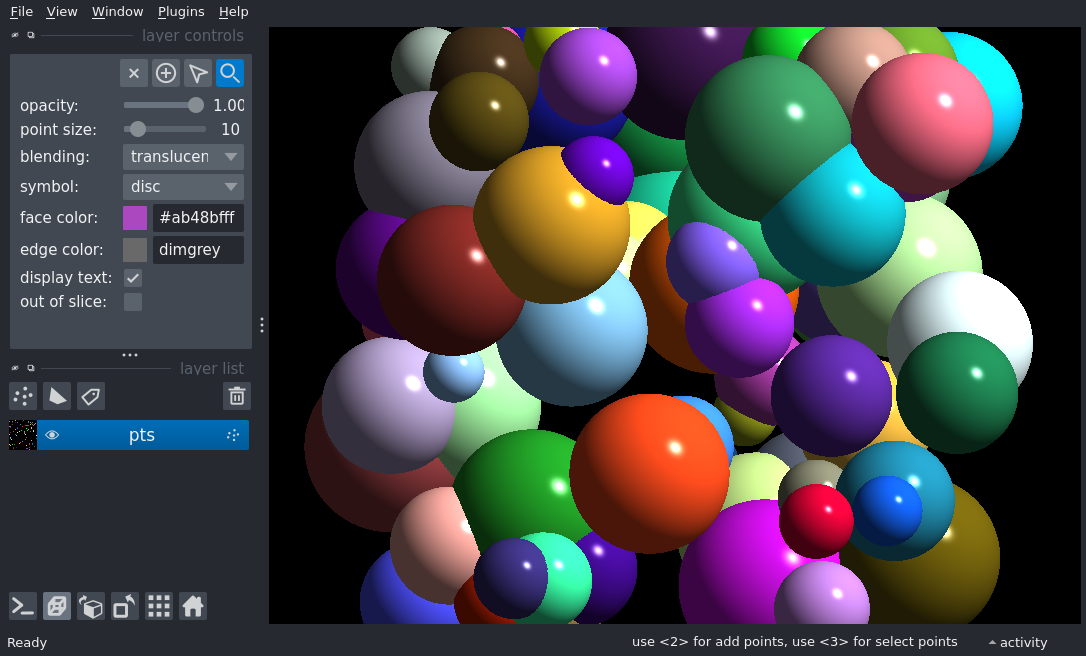 File View Window Plugins Help
layer controls
opacity: 1.00
point size: 10
blending: translucen
symbol: disc
face color: #ab48bfff
edge color: dimgrey
display text:
out of slice:
layer list
pts
Ready use <2> for add points, use <3> for select points activity